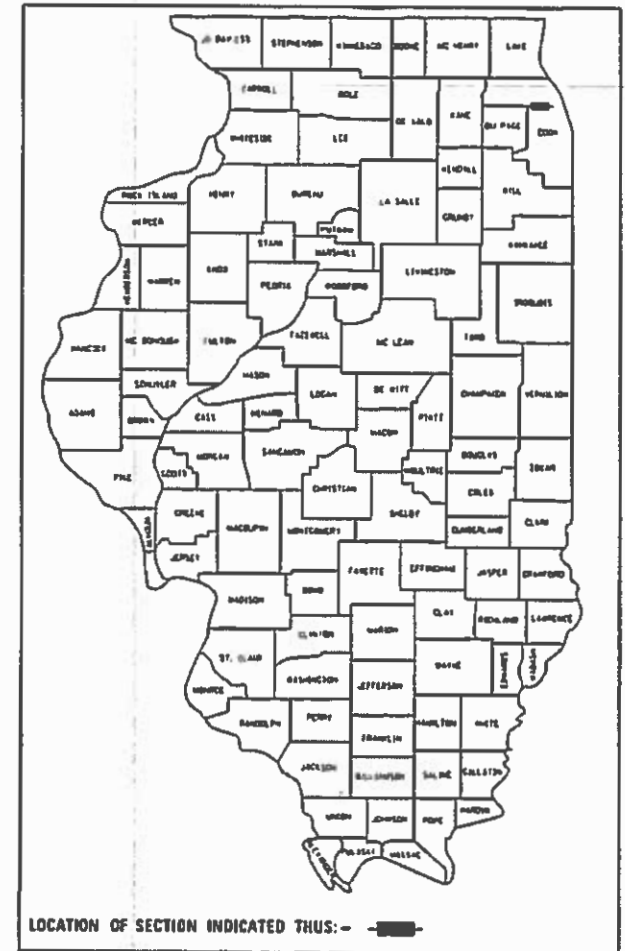 JO DAVIESS STEPHENSON WINNEBAGO BOONE MC HENRY LAKE
CARROLL OGLE DE KALB KANE DU PAGE COOK
WHITESIDE LEE KENDALL WILL
ROCK ISLAND HENRY BUREAU LA SALLE GRUNDY
MERCER PUTNAM KANKAKEE
STARK MARSHALL
HENDERSON WARREN KNOX PEORIA WOODFORD LIVINGSTON IROQUOIS
HANCOCK MC DONOUGH FULTON TAZEWELL MC LEAN FORD
SCHUYLER MASON LOGAN DE WITT CHAMPAIGN VERMILION
ADAMS BROWN CASS MENARD MACON PIATT
PIKE SCOTT MORGAN SANGAMON CHRISTIAN MOULTRIE DOUGLAS EDGAR
COLES
CALHOUN GREENE MACOUPIN MONTGOMERY SHELBY CUMBERLAND CLARK
JERSEY FAYETTE EFFINGHAM JASPER CRAWFORD
MADISON BOND CLAY RICHLAND LAWRENCE
CLINTON MARION
ST. CLAIR WAYNE EDWARDS WABASH
MONROE WASHINGTON JEFFERSON
RANDOLPH PERRY HAMILTON WHITE
FRANKLIN
JACKSON WILLIAMSON SALINE GALLATIN
UNION JOHNSON POPE HARDIN
ALEXANDER PULASKI MASSAC
LOCATION OF SECTION INDICATED THUS:-